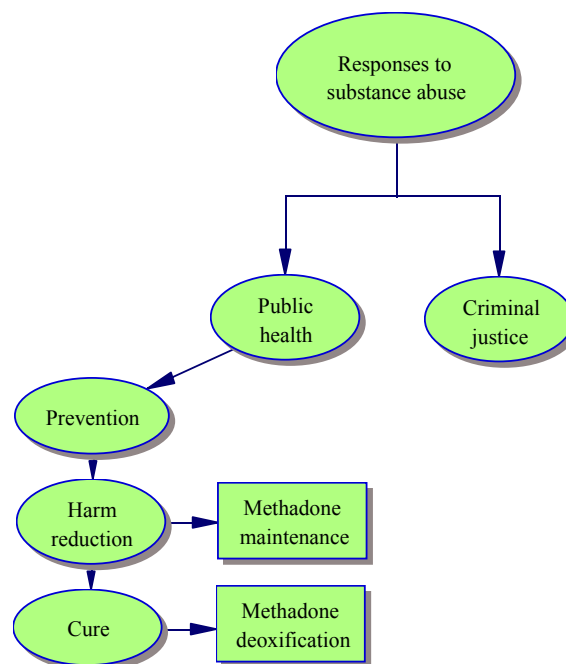 Responses to
substance abuse
Public
health
Criminal
justice
Prevention
Harm
reduction
Methadone
maintenance
Cure
Methadone
deoxification